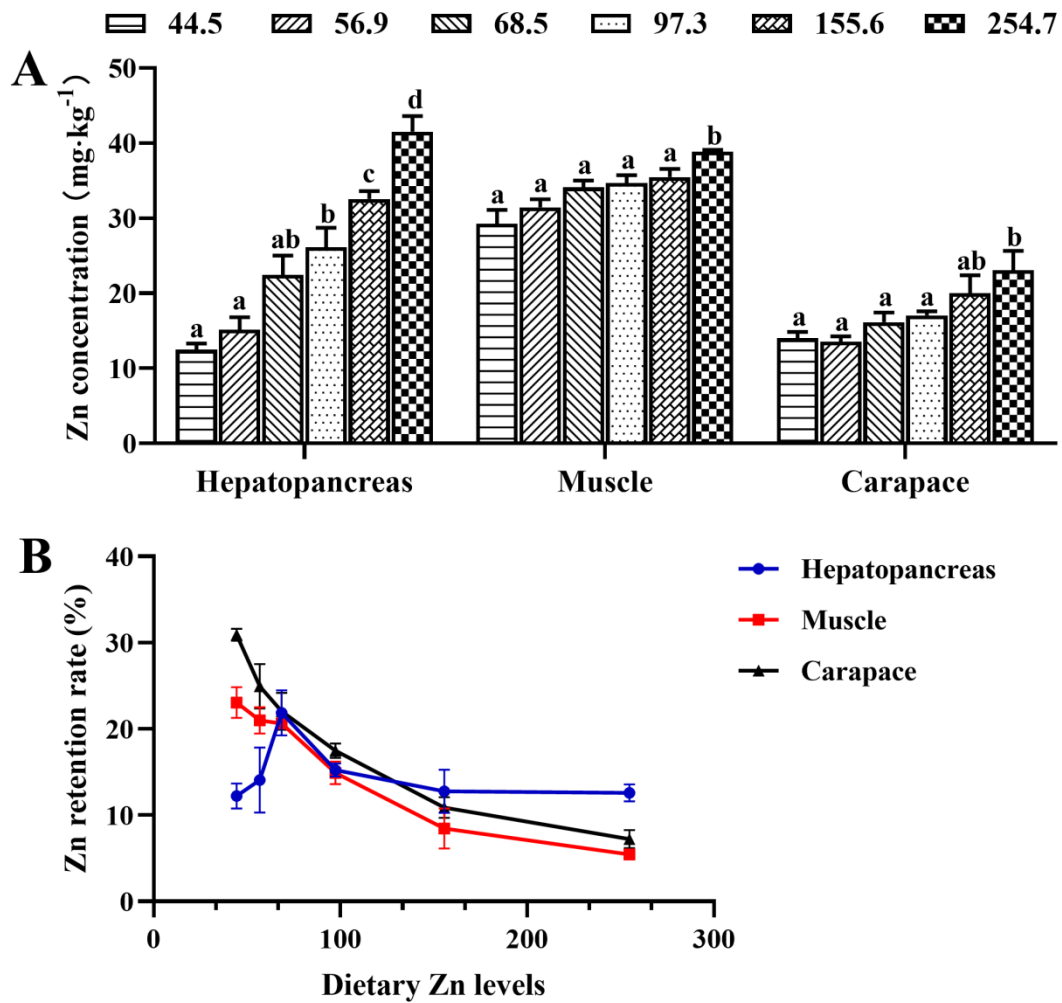 44.5 56.9 68.5 97.3 155.6 254.7
A
Zn concentration（mg·kg⁻¹)
50
40
30
20
10
0
a a ab b c d
a a a a a b
a a a a ab b
Hepatopancreas Muscle Carapace
B
Zn retention rate (%)
40
30
20
10
0
0 100 200 300
Dietary Zn levels
Hepatopancreas
Muscle
Carapace